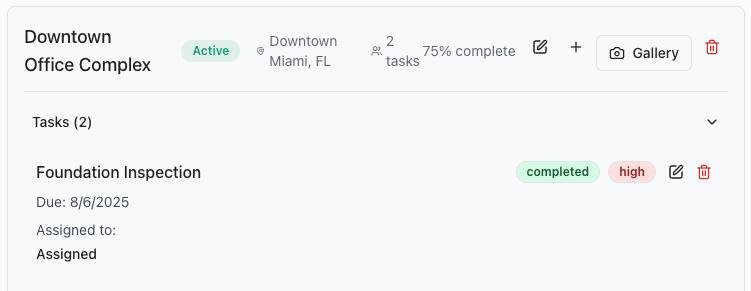 Downtown
Office Complex
Active
Downtown
Miami, FL
2
tasks
75% complete
Gallery
Tasks (2)
Foundation Inspection
completed
high
Due: 8/6/2025
Assigned to:
Assigned